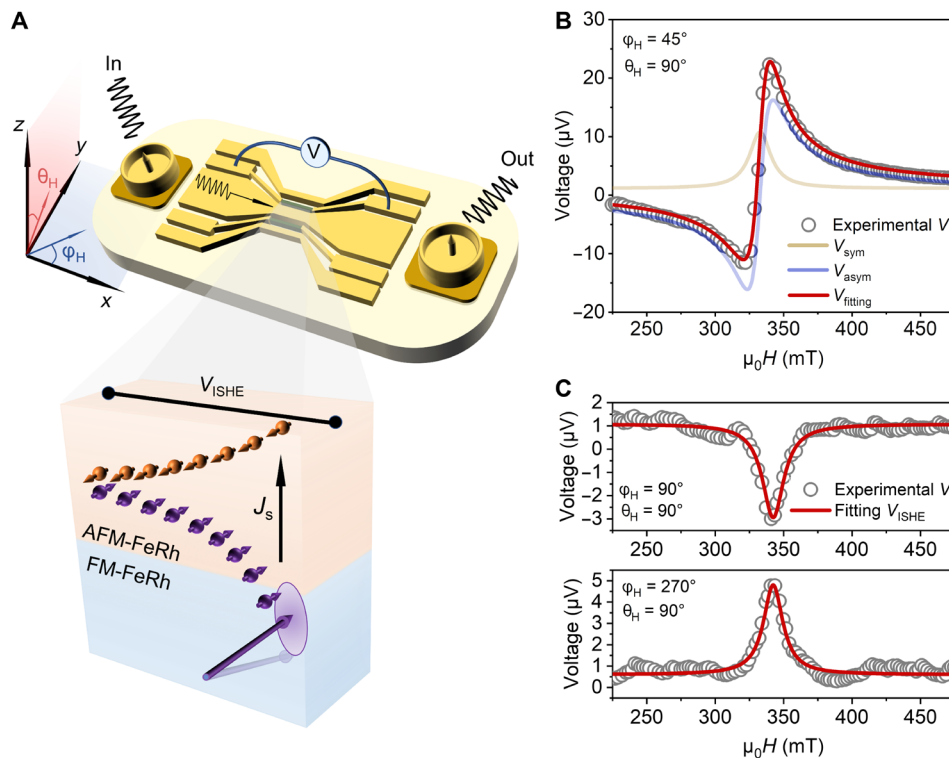 A
In
z
y
θH
φH
x
V
Out
VISHE
Js
AFM-FeRh
FM-FeRh
B
φH = 45°
θH = 90°
Voltage (µV)
30
20
10
0
−10
−20
Experimental V
Vsym
Vasym
Vfitting
250 300 350 400 450
µ0H (mT)
C
Voltage (µV)
2
1
0
1
2
−3
φH = 90°
θH = 90°
Experimental V
Fitting VISHE
Voltage (µV)
5
4
3
2
1
0
φH = 270°
θH = 90°
250 300 350 400 450
µ0H (mT)